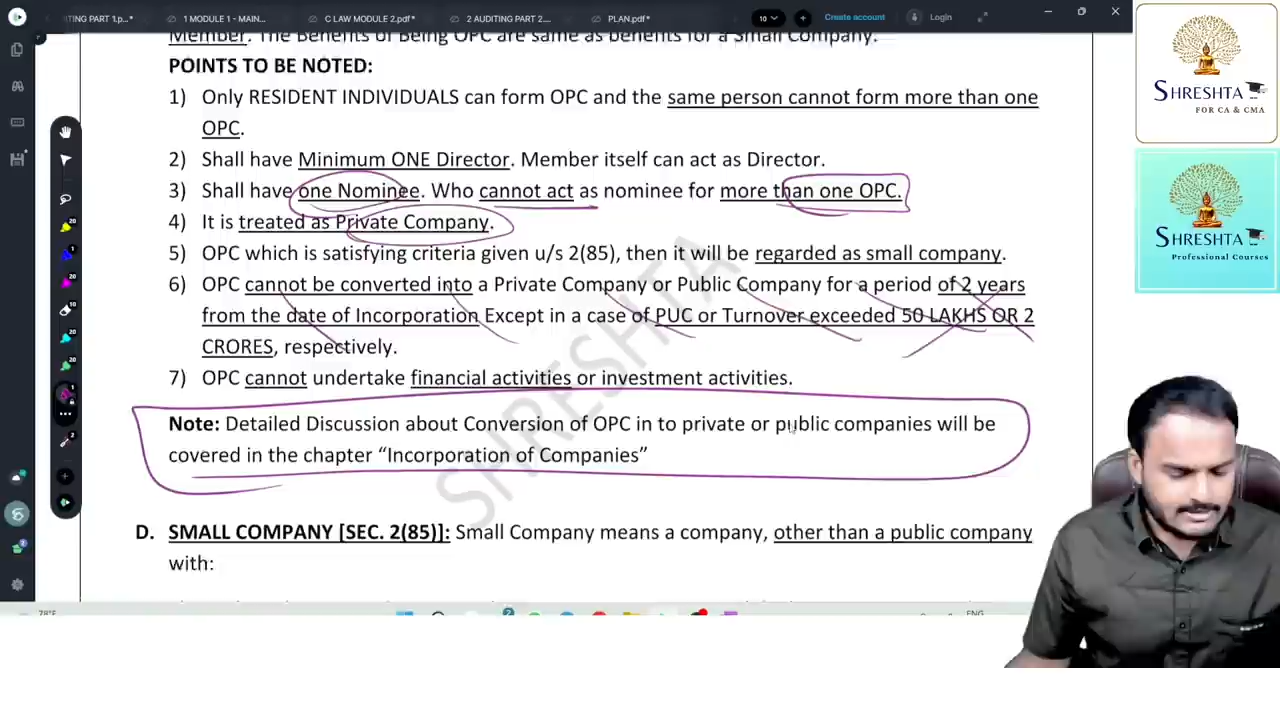 ITING PART 1.p...*
1 MODULE 1 - MAIN...
C LAW MODULE 2.pdf*
2 AUDITING PART 2....
PLAN.pdf*
10
Create account
Login
Member. The Benefits of Being OPC are same as benefits for a Small Company.
POINTS TO BE NOTED:
1) Only RESIDENT INDIVIDUALS can form OPC and the same person cannot form more than one
OPC.
2) Shall have Minimum ONE Director. Member itself can act as Director.
3) Shall have one Nominee. Who cannot act as nominee for more than one OPC.
4) It is treated as Private Company.
5) OPC which is satisfying criteria given u/s 2(85), then it will be regarded as small company.
6) OPC cannot be converted into a Private Company or Public Company for a period of 2 years
from the date of Incorporation Except in a case of PUC or Turnover exceeded 50 LAKHS OR 2
CRORES, respectively.
7) OPC cannot undertake financial activities or investment activities.
Note: Detailed Discussion about Conversion of OPC in to private or public companies will be
covered in the chapter “Incorporation of Companies”
D. SMALL COMPANY [SEC. 2(85)]: Small Company means a company, other than a public company
with:
SHRESHTA
SHRESHTA
FOR CA & CMA
SHRESHTA
Professional Courses
78°F
ENG